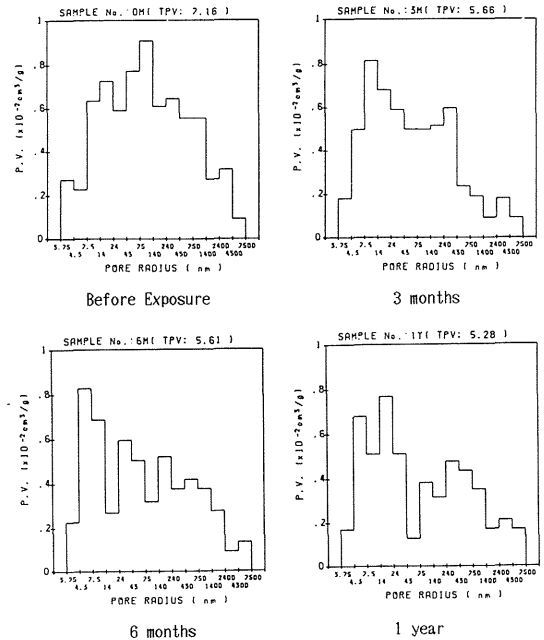 SAMPLE No.:0M( TPV: 7.16 )
1
.8
.6
.4
.2
0
P.V. (x10⁻²cm³/g)
3.75 7.5 24 75 240 750 2400 7500
4.5 14 45 140 450 1400 4500
PORE RADIUS ( nm )
Before Exposure
SAMPLE No.:3M( TPV: 5.66 )
1
.8
.6
.4
.2
0
P.V. (x10⁻²cm³/g)
3.75 7.5 24 75 240 750 2400 7500
4.5 14 45 140 450 1400 4500
PORE RADIUS ( nm )
3 months
SAMPLE No.:6M( TPV: 5.61 )
1
.8
.6
.4
.2
0
P.V. (x10⁻²cm³/g)
3.75 7.5 24 75 240 750 2400 7500
4.5 14 45 140 450 1400 4500
PORE RADIUS ( nm )
6 months
SAMPLE No.:1Y( TPV: 5.28 )
1
.8
.6
.4
.2
0
P.V. (x10⁻²cm³/g)
3.75 7.5 24 75 240 750 2400 7500
4.5 14 45 140 450 1400 4500
PORE RADIUS ( nm )
1 year